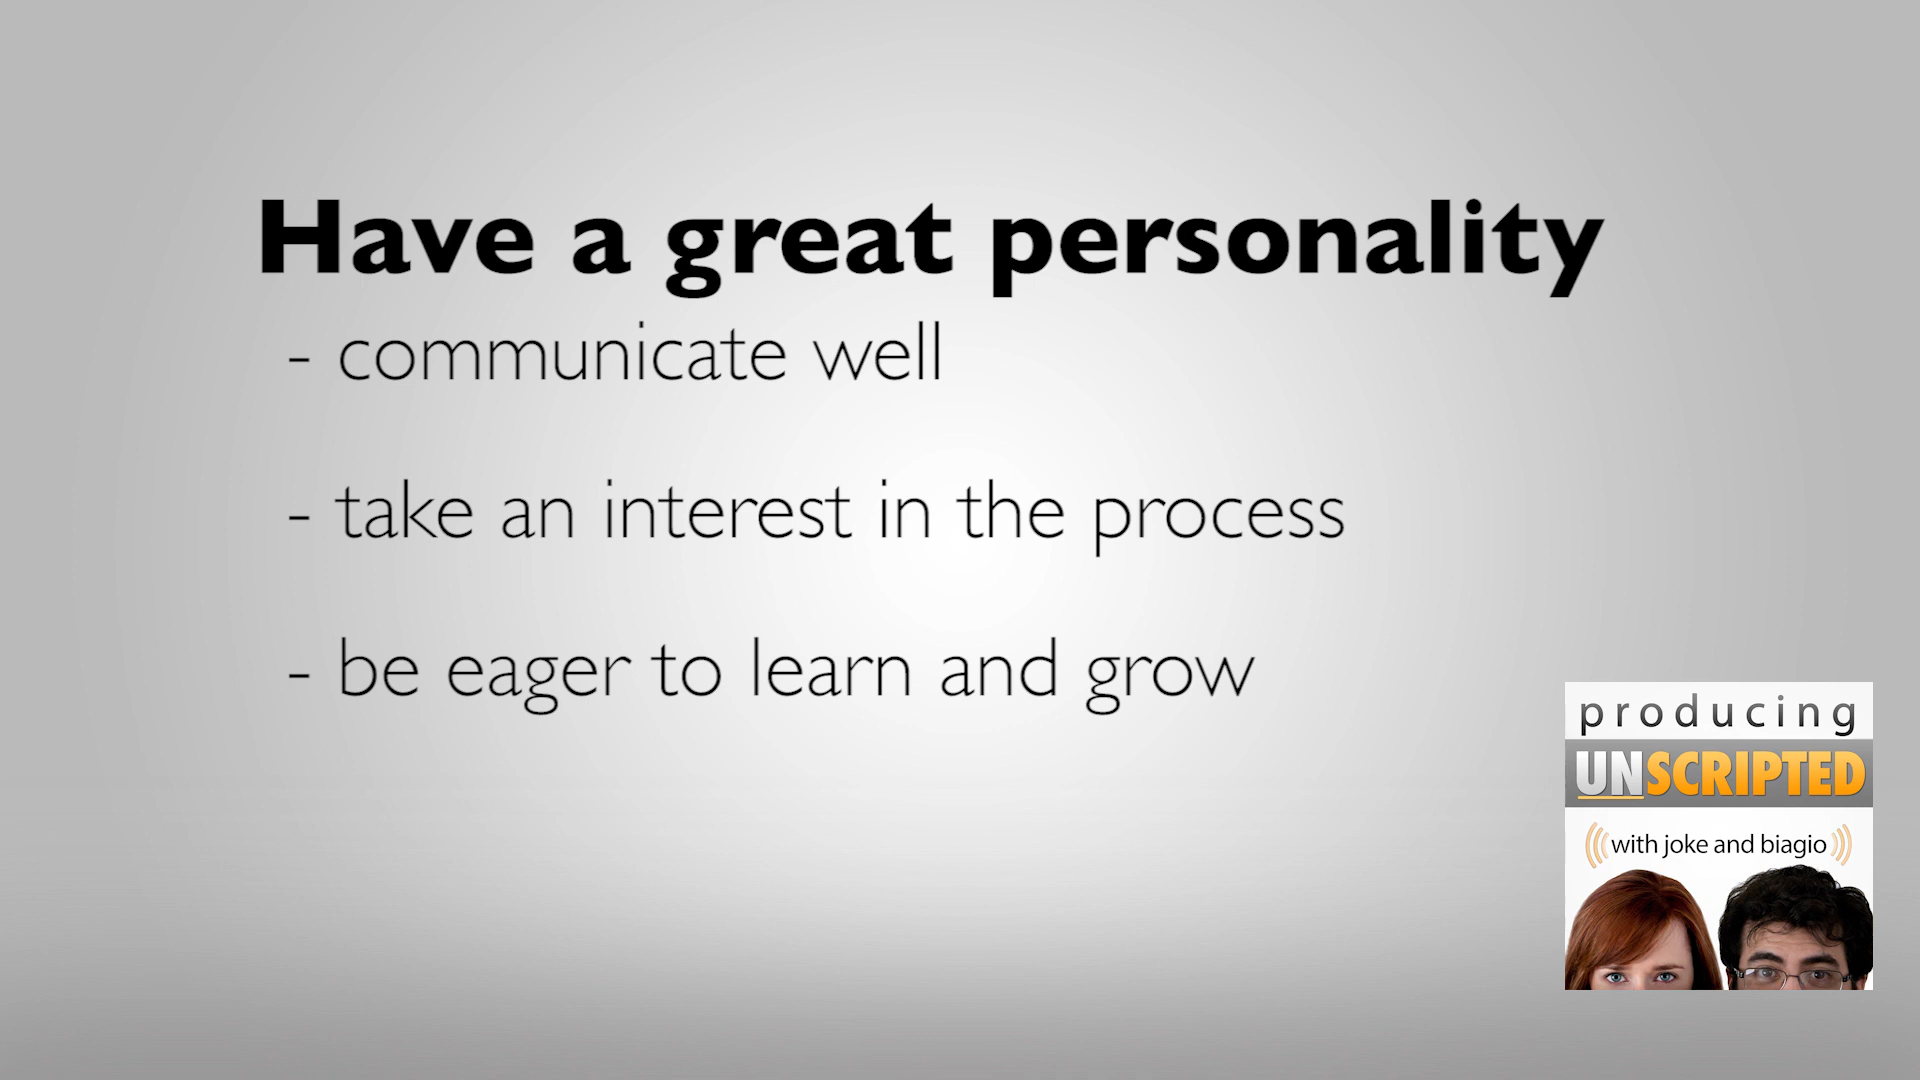 Have a great personality
- communicate well
- take an interest in the process
- be eager to learn and grow
producing
UNSCRIPTED
with joke and biagio